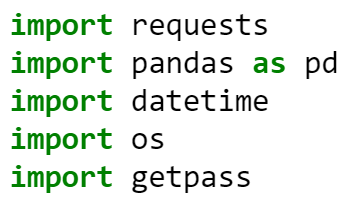 import requests
import pandas as pd
import datetime
import os
import getpass